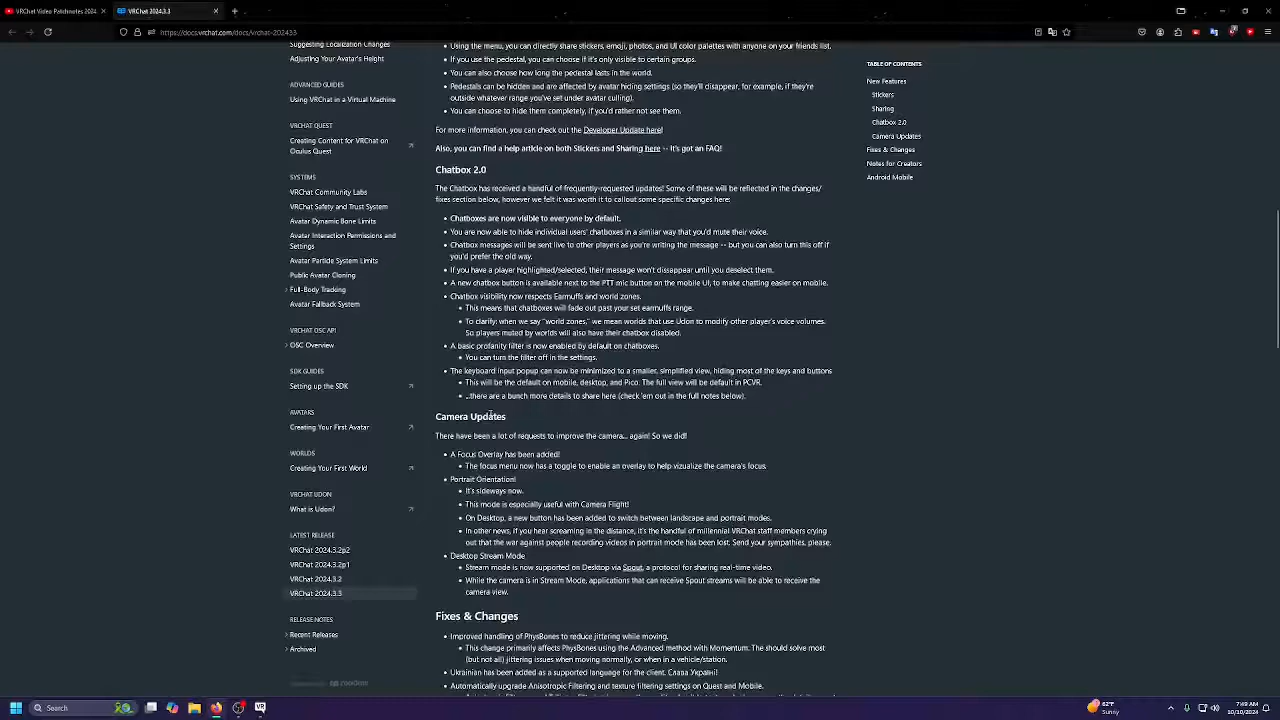 VRChat Video Patchnotes 2024
VRChat 2024.3.3
https://docs.vrchat.com/docs/vrchat-202433
Suggesting Localization Changes
Adjusting Your Avatar's Height
ADVANCED GUIDES
Using VRChat in a Virtual Machine
VRCHAT QUEST
Creating Content for VRChat on
Oculus Quest
SYSTEMS
VRChat Community Labs
VRChat Safety and Trust System
Avatar Dynamic Bone Limits
Avatar Interaction Permissions and
Settings
Avatar Particle System Limits
Public Avatar Cloning
Full-Body Tracking
Avatar Fallback System
VRCHAT OSC API
OSC Overview
SDK GUIDES
Setting up the SDK
AVATARS
Creating Your First Avatar
WORLDS
Creating Your First World
VRCHAT UDON
What is Udon?
LATEST RELEASE
VRChat 2024.3.2p2
VRChat 2024.3.2p1
VRChat 2024.3.2
VRChat 2024.3.3
RELEASE NOTES
Recent Releases
Archived
Using the menu, you can directly share stickers, emoji, photos, and UI color palettes with anyone on your friends list.
If you use the pedestal, you can choose if it's only visible to certain groups.
You can also choose how long the pedestal lasts in the world.
Pedestals can be hidden and are affected by avatar hiding settings (so they'll disappear, for example, if they're
outside whatever range you've set under avatar culling).
You can choose to hide them completely, if you'd rather not see them.
For more information, you can check out the Developer Update here!
Also, you can find a help article on both Stickers and Sharing here -- It's got an FAQ!
Chatbox 2.0
The Chatbox has received a handful of frequently-requested updates! Some of these will be reflected in the changes/
fixes section below, however we felt it was worth it to callout some specific changes here:
Chatboxes are now visible to everyone by default.
You are now able to hide individual users' chatboxes in a similar way that you'd mute their voice.
Chatbox messages will be sent live to other players as you're writing the message -- but you can also turn this off if
you'd prefer the old way.
If you have a player highlighted/selected, their message won't dissappear until you deselect them.
A new chatbox button is available next to the PTT mic button on the mobile UI, to make chatting easier on mobile.
Chatbox visibility now respects Earmuffs and world zones.
This means that chatboxes will fade out past your set earmuffs range.
To clarify: when we say "world zones," we mean worlds that use Udon to modify other player's voice volumes.
So players muted by worlds will also have their chatbox disabled.
A basic profanity filter is now enabled by default on chatboxes.
You can turn the filter off in the settings.
The keyboard input popup can now be minimized to a smaller, simplified view, hiding most of the keys and buttons
This will be the default on mobile, desktop, and Pico. The full view will be default in PCVR.
...there are a bunch more details to share here (check 'em out in the full notes below).
Camera Updates
There have been a lot of requests to improve the camera... again! So we did!
A Focus Overlay has been added!
The focus menu now has a toggle to enable an overlay to help vizualize the camera's focus.
Portrait Orientation!
It's sideways now.
This mode is especially useful with Camera Flight!
On Desktop, a new button has been added to switch between landscape and portrait modes.
In other news, if you hear screaming in the distance, it's the handful of millennial VRChat staff members crying
out that the war against people recording videos in portrait mode has been lost. Send your sympathies, please.
Desktop Stream Mode
Stream mode is now supported on Desktop via Spout, a protocol for sharing real-time video.
While the camera is in Stream Mode, applications that can receive Spout streams will be able to receive the
camera view.
Fixes & Changes
Improved handling of PhysBones to reduce jittering while moving.
This change primarily affects PhysBones using the Advanced method with Momentum. The should solve most
(but not all) jittering issues when moving normally, or when in a vehicle/station.
Ukrainian has been added as a supported language for the client. Слава Україні!
Automatically upgrade Anisotropic Filtering and texture filtering settings on Quest and Mobile.
TABLE OF CONTENTS
New Features
Stickers
Sharing
Chatbox 2.0
Camera Updates
Fixes & Changes
Notes for Creators
Android Mobile
Search
62°F
Sunny
7:49 AM
10/10/2024